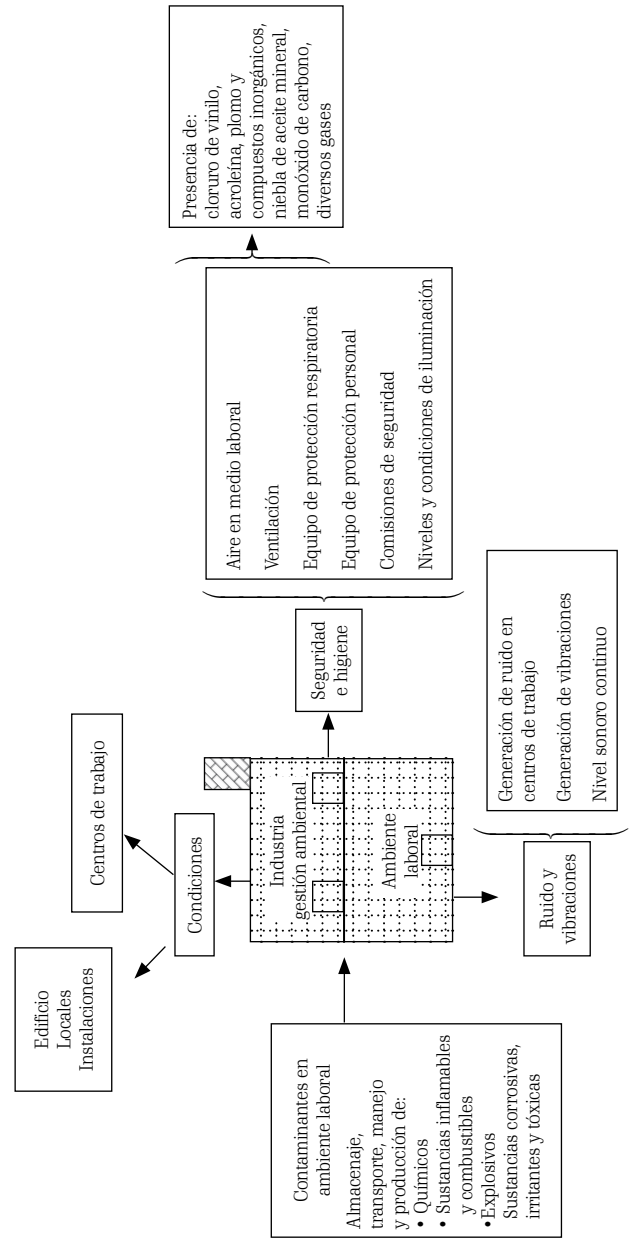 Edificio
Locales
Instalaciones
Centros de trabajo
Condiciones
Contaminantes en
ambiente laboral
Almacenaje,
transporte, manejo
y producción de:
• Químicos
• Sustancias inflamables
y combustibles
•Explosivos
Sustancias corrosivas,
irritantes y tóxicas
Industria
gestión ambiental
Ambiente
laboral
Seguridad
e higiene
Aire en medio laboral
Ventilación
Equipo de protección respiratoria
Equipo de protección personal
Comisiones de seguridad
Niveles y condiciones de iluminación
Presencia de:
cloruro de vinilo,
acroleína, plomo y
compuestos inorgánicos,
niebla de aceite mineral,
monóxido de carbono,
diversos gases
Ruido y
vibraciones
Generación de ruido en
centros de trabajo
Generación de vibraciones
Nivel sonoro continuo